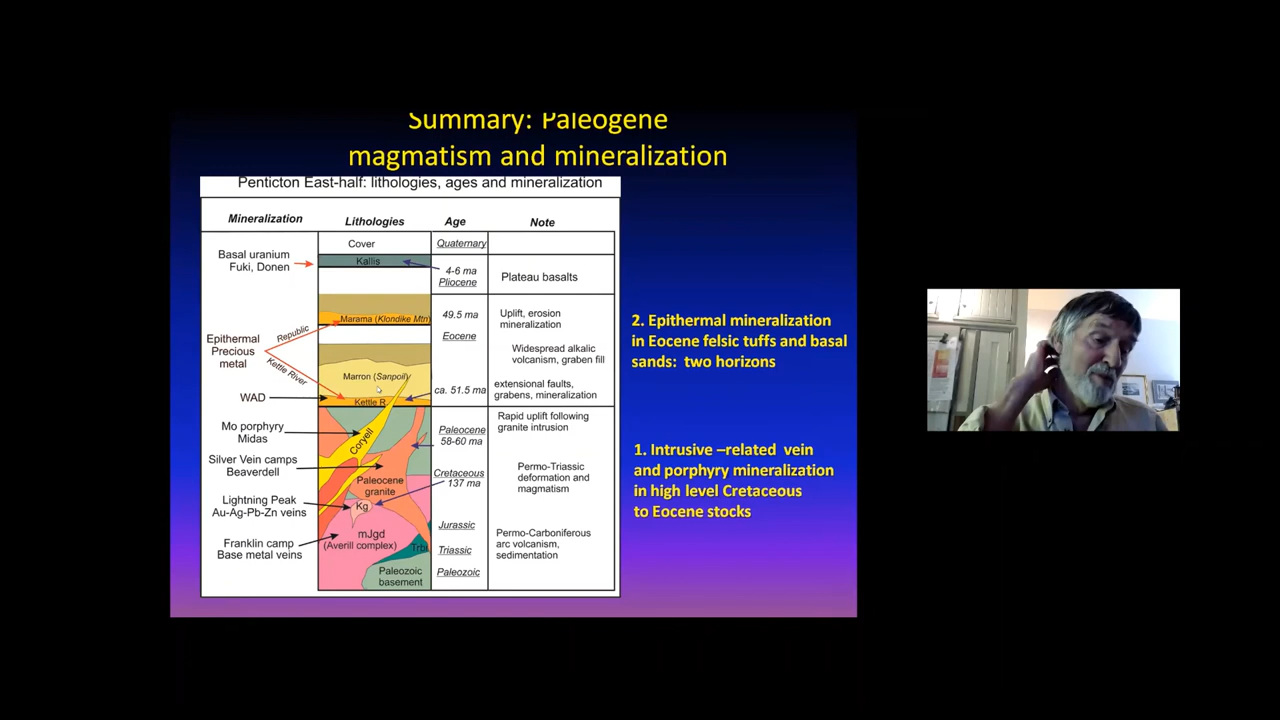 Summary: Paleogene
magmatism and mineralization
Penticton East-half: lithologies, ages and mineralization
Mineralization
Lithologies
Age
Note
Cover
Quaternary
Basal uranium
Fuki, Donen
Kallis
4-6 ma
Pliocene
Plateau basalts
Marama (Klondike Mtn)
49.5 ma
Uplift, erosion
mineralization
Republic
Eocene
Epithermal
Precious
metal
Kettle River
Widespread alkalic
volcanism, graben fill
Marron (Sanpoil)
WAD
Kettle R.
ca. 51.5 ma
extensional faults,
grabens, mineralization
Mo porphyry
Midas
Coryell
Paleocene
58-60 ma
Rapid uplift following
granite intrusion
Silver Vein camps
Beaverdell
Paleocene
granite
Cretaceous
137 ma
Permo-Triassic
deformation and
magmatism
Lightning Peak
Au-Ag-Pb-Zn veins
Kg
Franklin camp
Base metal veins
mJgd
(Averill complex)
Jurassic
Permo-Carboniferous
arc volcanism,
sedimentation
Triassic
Paleozoic
basement
Paleozoic
2. Epithermal mineralization
in Eocene felsic tuffs and basal
sands: two horizons
1. Intrusive –related vein
and porphyry mineralization
in high level Cretaceous
to Eocene stocks